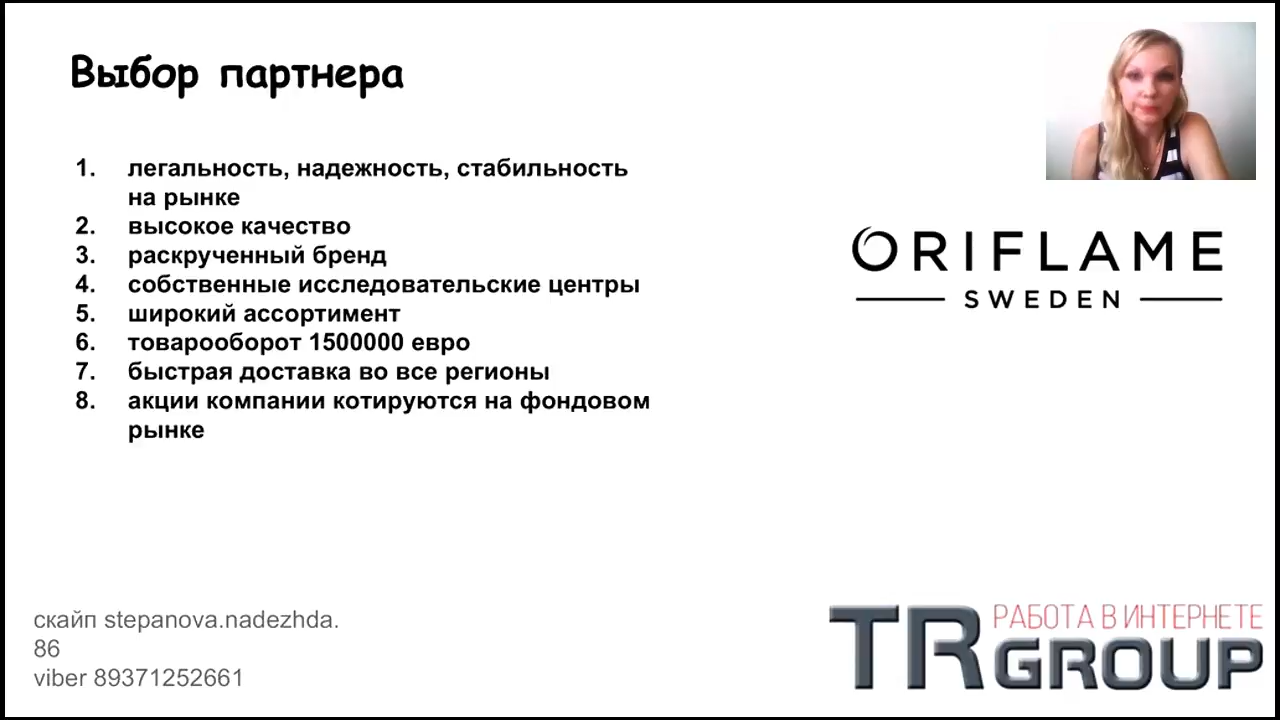 Выбор партнера
1. легальность, надежность, стабильность
на рынке
2. высокое качество
3. раскрученный бренд
4. собственные исследовательские центры
5. широкий ассортимент
6. товарооборот 1500000 евро
7. быстрая доставка во все регионы
8. акции компании котируются на фондовом
рынке
ORIFLAME
SWEDEN
скайп stepanova.nadezhda.
86
viber 89371252661
TR GROUP
РАБОТА В ИНТЕРНЕТЕ